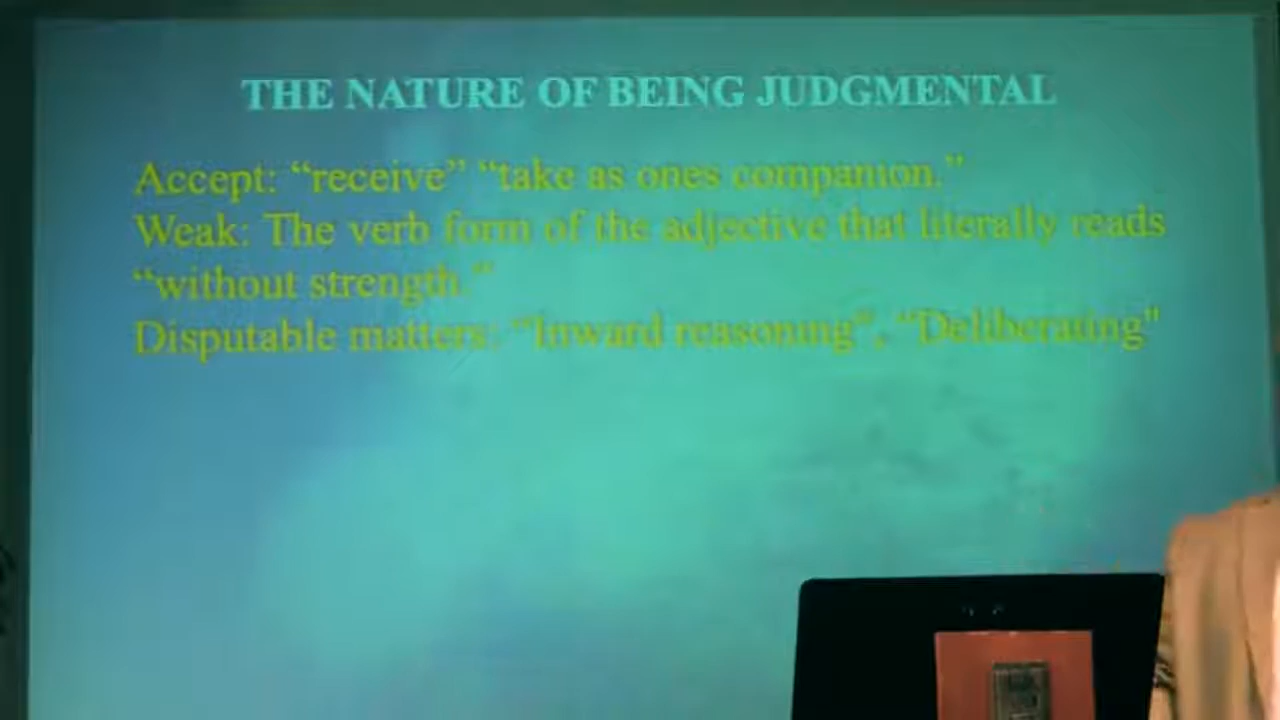 THE NATURE OF BEING JUDGMENTAL
Accept: “receive” “take as ones companion.”
Weak: The verb form of the adjective that literally reads
“without strength.”
Disputable matters: “Inward reasoning”, “Deliberating"